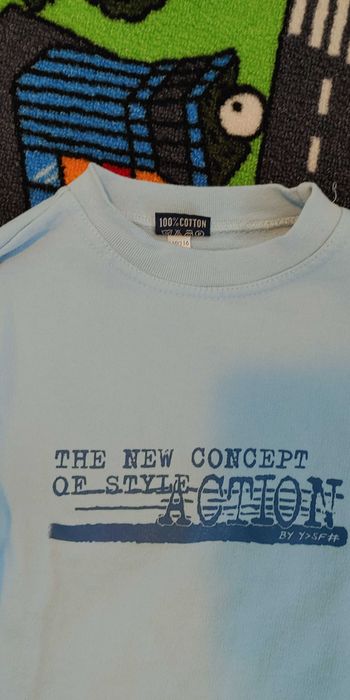 100% COTTON
THE NEW CONCEPT
OF STYLE
ACTION
BY Y>SF#